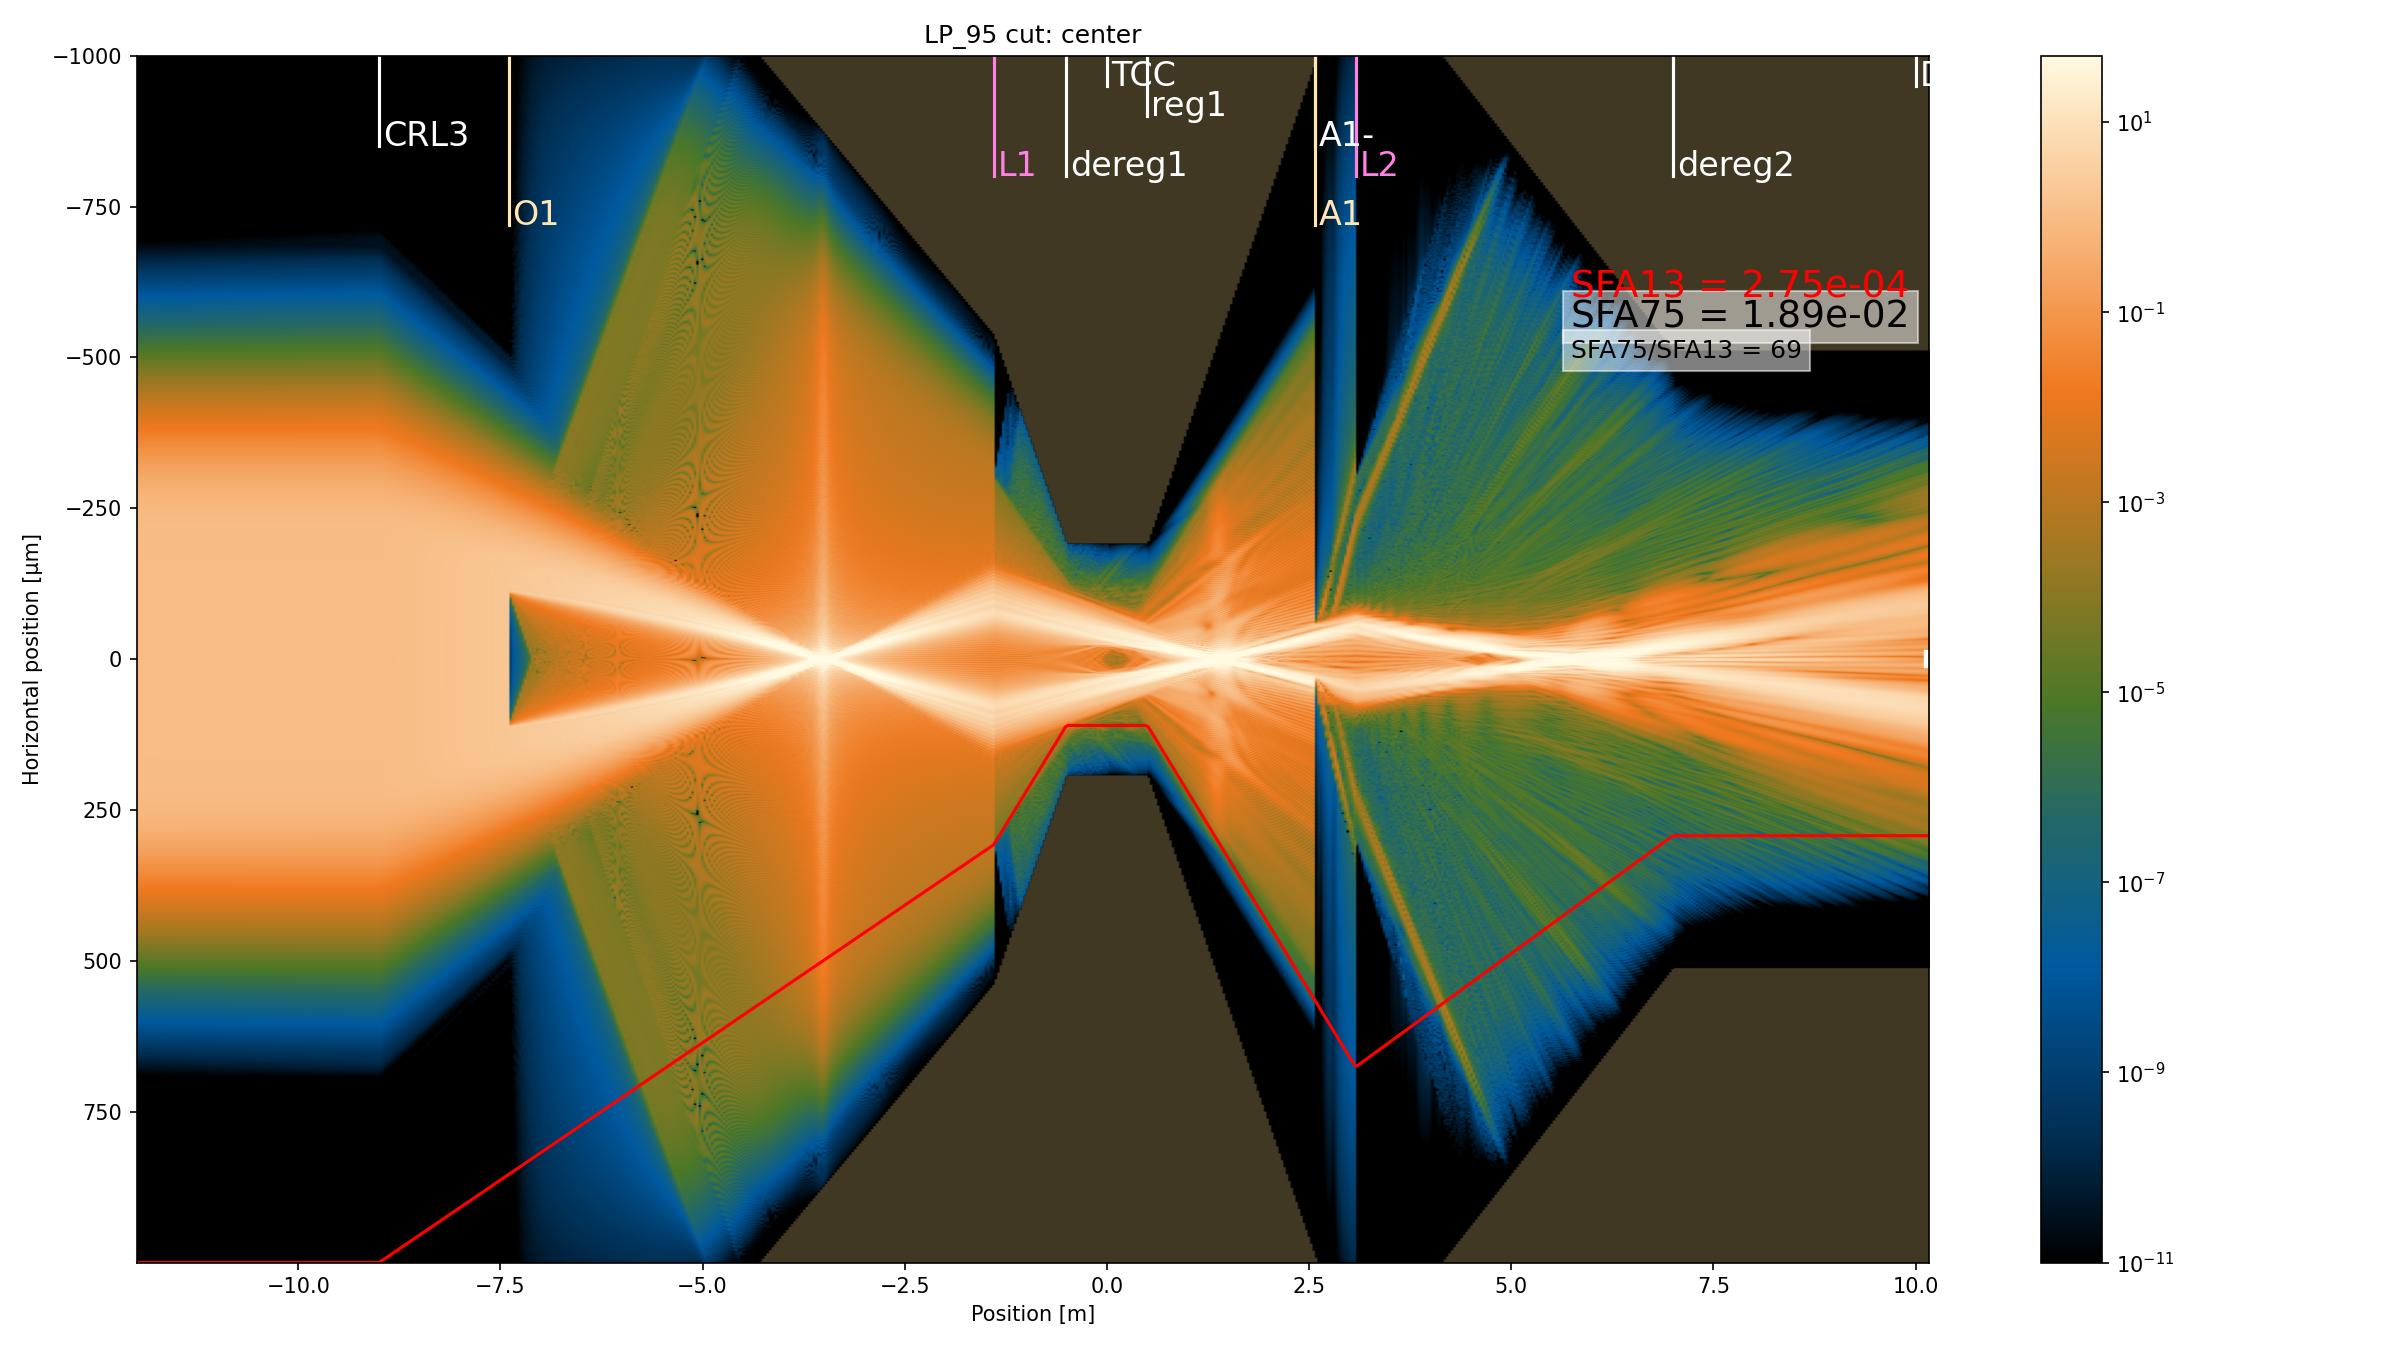 LP_95 cut: center
−1000
−750
−500
−250
0
250
500
750
Horizontal position [μm]
CRL3
O1
L1
dereg1
TCC
reg1
A1-
L2
A1
dereg2
D
SFA13 = 2.75e-04
SFA75 = 1.89e-02
SFA75/SFA13 = 69
−10.0 −7.5 −5.0 −2.5 0.0 2.5 5.0 7.5 10.0
Position [m]
10¹
10⁻¹
10⁻³
10⁻⁵
10⁻⁷
10⁻⁹
10⁻¹¹